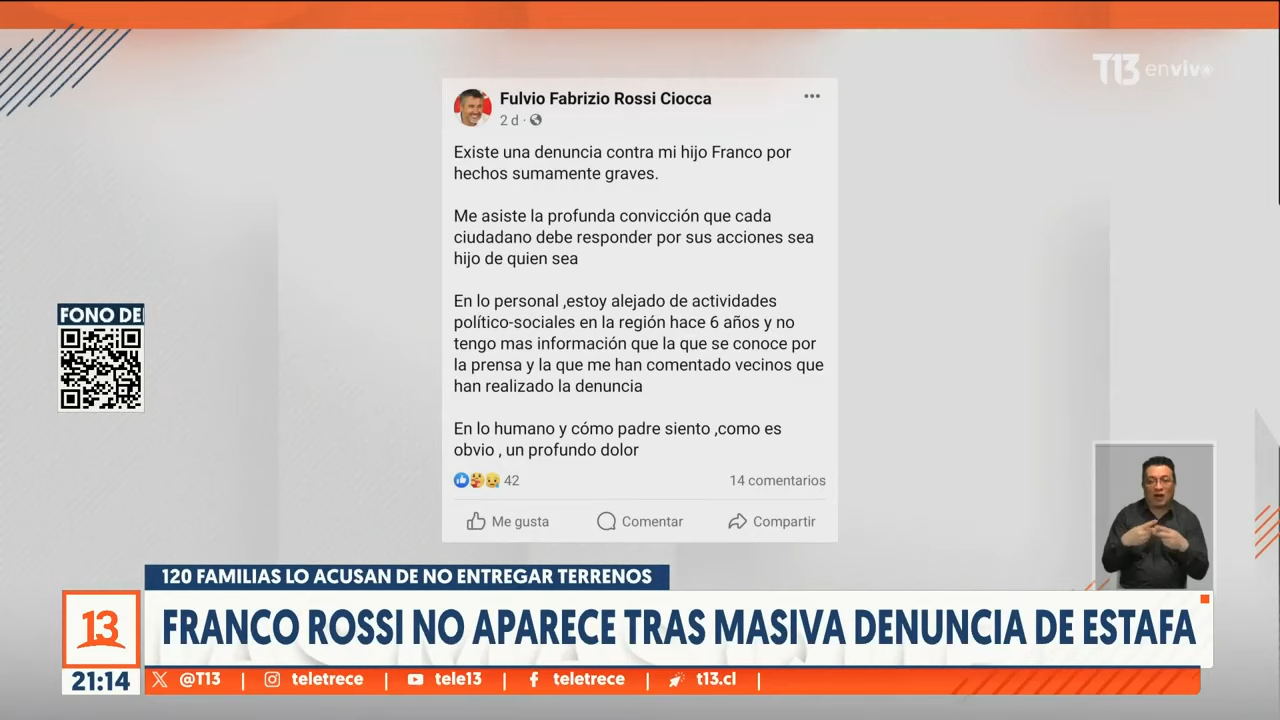 T13 envivo
Fulvio Fabrizio Rossi Ciocca
2 d
Existe una denuncia contra mi hijo Franco por
hechos sumamente graves.
Me asiste la profunda convicción que cada
ciudadano debe responder por sus acciones sea
hijo de quien sea
En lo personal ,estoy alejado de actividades
político-sociales en la región hace 6 años y no
tengo mas información que la que se conoce por
la prensa y la que me han comentado vecinos que
han realizado la denuncia
En lo humano y cómo padre siento ,como es
obvio , un profundo dolor
42
14 comentarios
Me gusta
Comentar
Compartir
FONO DE
120 FAMILIAS LO ACUSAN DE NO ENTREGAR TERRENOS
13
FRANCO ROSSI NO APARECE TRAS MASIVA DENUNCIA DE ESTAFA
21:14
@T13 | teletrece | tele13 | teletrece | t13.cl |